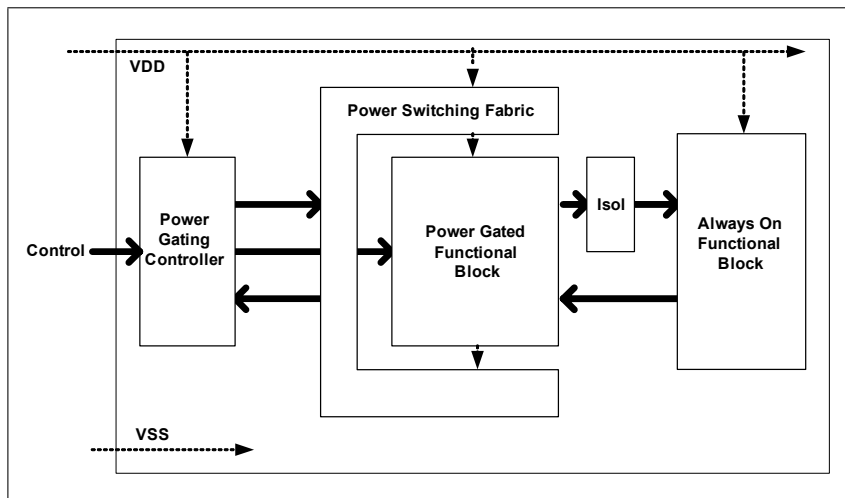 VDD
Power Switching Fabric
Power
Gating
Controller
Control
Power Gated
Functional
Block
Isol
Always On
Functional
Block
VSS